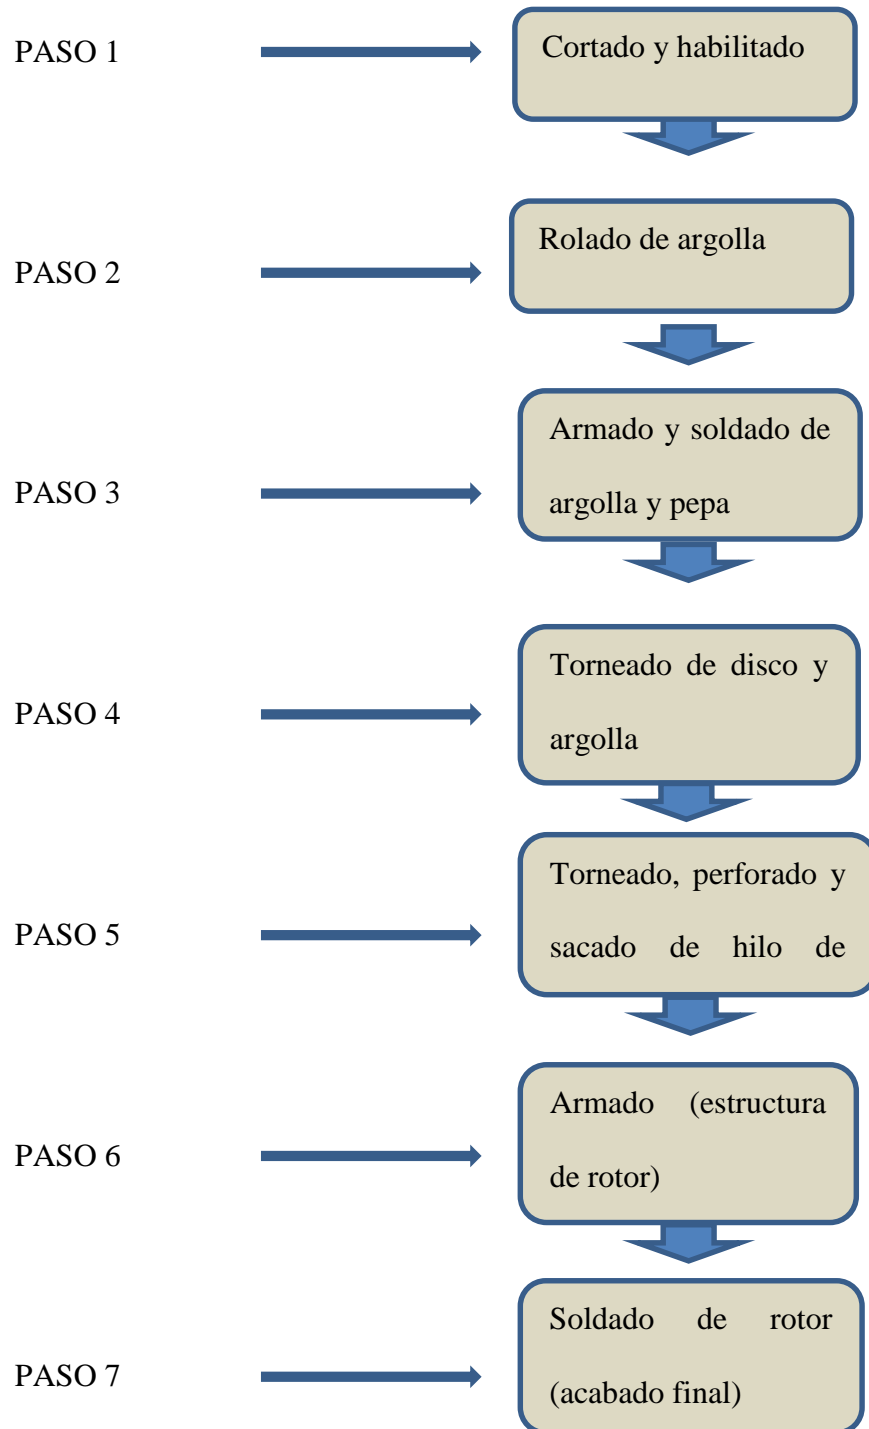 PASO 1
Cortado y habilitado
PASO 2
Rolado de argolla
PASO 3
Armado y soldado de
argolla y pepa
PASO 4
Torneado de disco y
argolla
PASO 5
Torneado, perforado y
sacado de hilo de
PASO 6
Armado (estructura
de rotor)
PASO 7
Soldado de rotor
(acabado final)